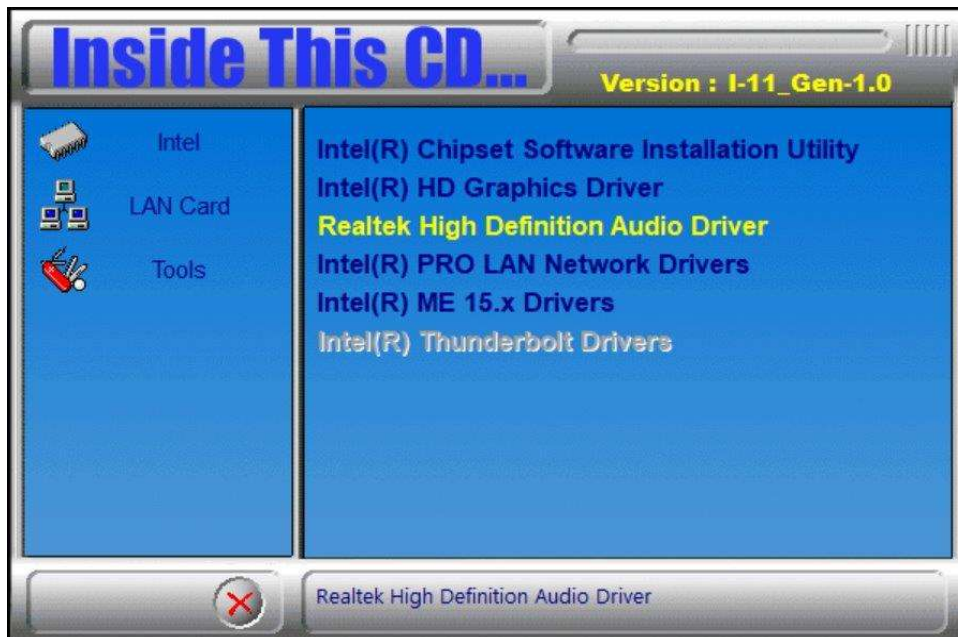 Inside This CD...
Version : I-11_Gen-1.0
Intel
LAN Card
Tools
Intel(R) Chipset Software Installation Utility
Intel(R) HD Graphics Driver
Realtek High Definition Audio Driver
Intel(R) PRO LAN Network Drivers
Intel(R) ME 15.x Drivers
Intel(R) Thunderbolt Drivers
Realtek High Definition Audio Driver